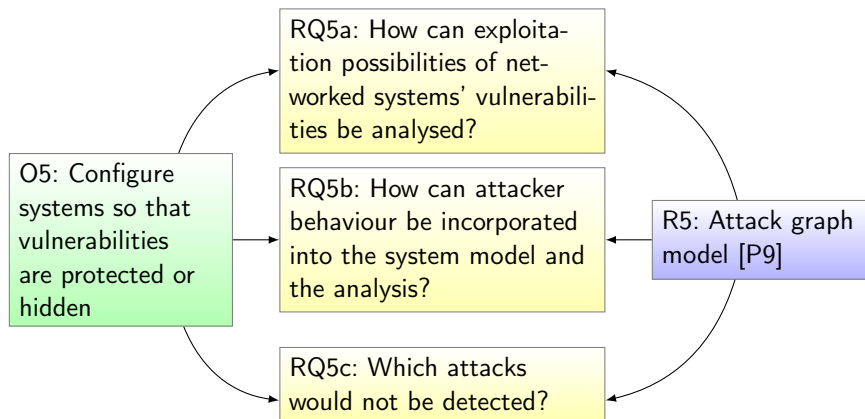 RQ5a: How can exploita-
tion possibilities of net-
worked systems' vulnerabili-
ties be analysed?
O5: Configure
systems so that
vulnerabilities
are protected or
hidden
RQ5b: How can attacker
behaviour be incorporated
into the system model and
the analysis?
R5: Attack graph
model [P9]
RQ5c: Which attacks
would not be detected?